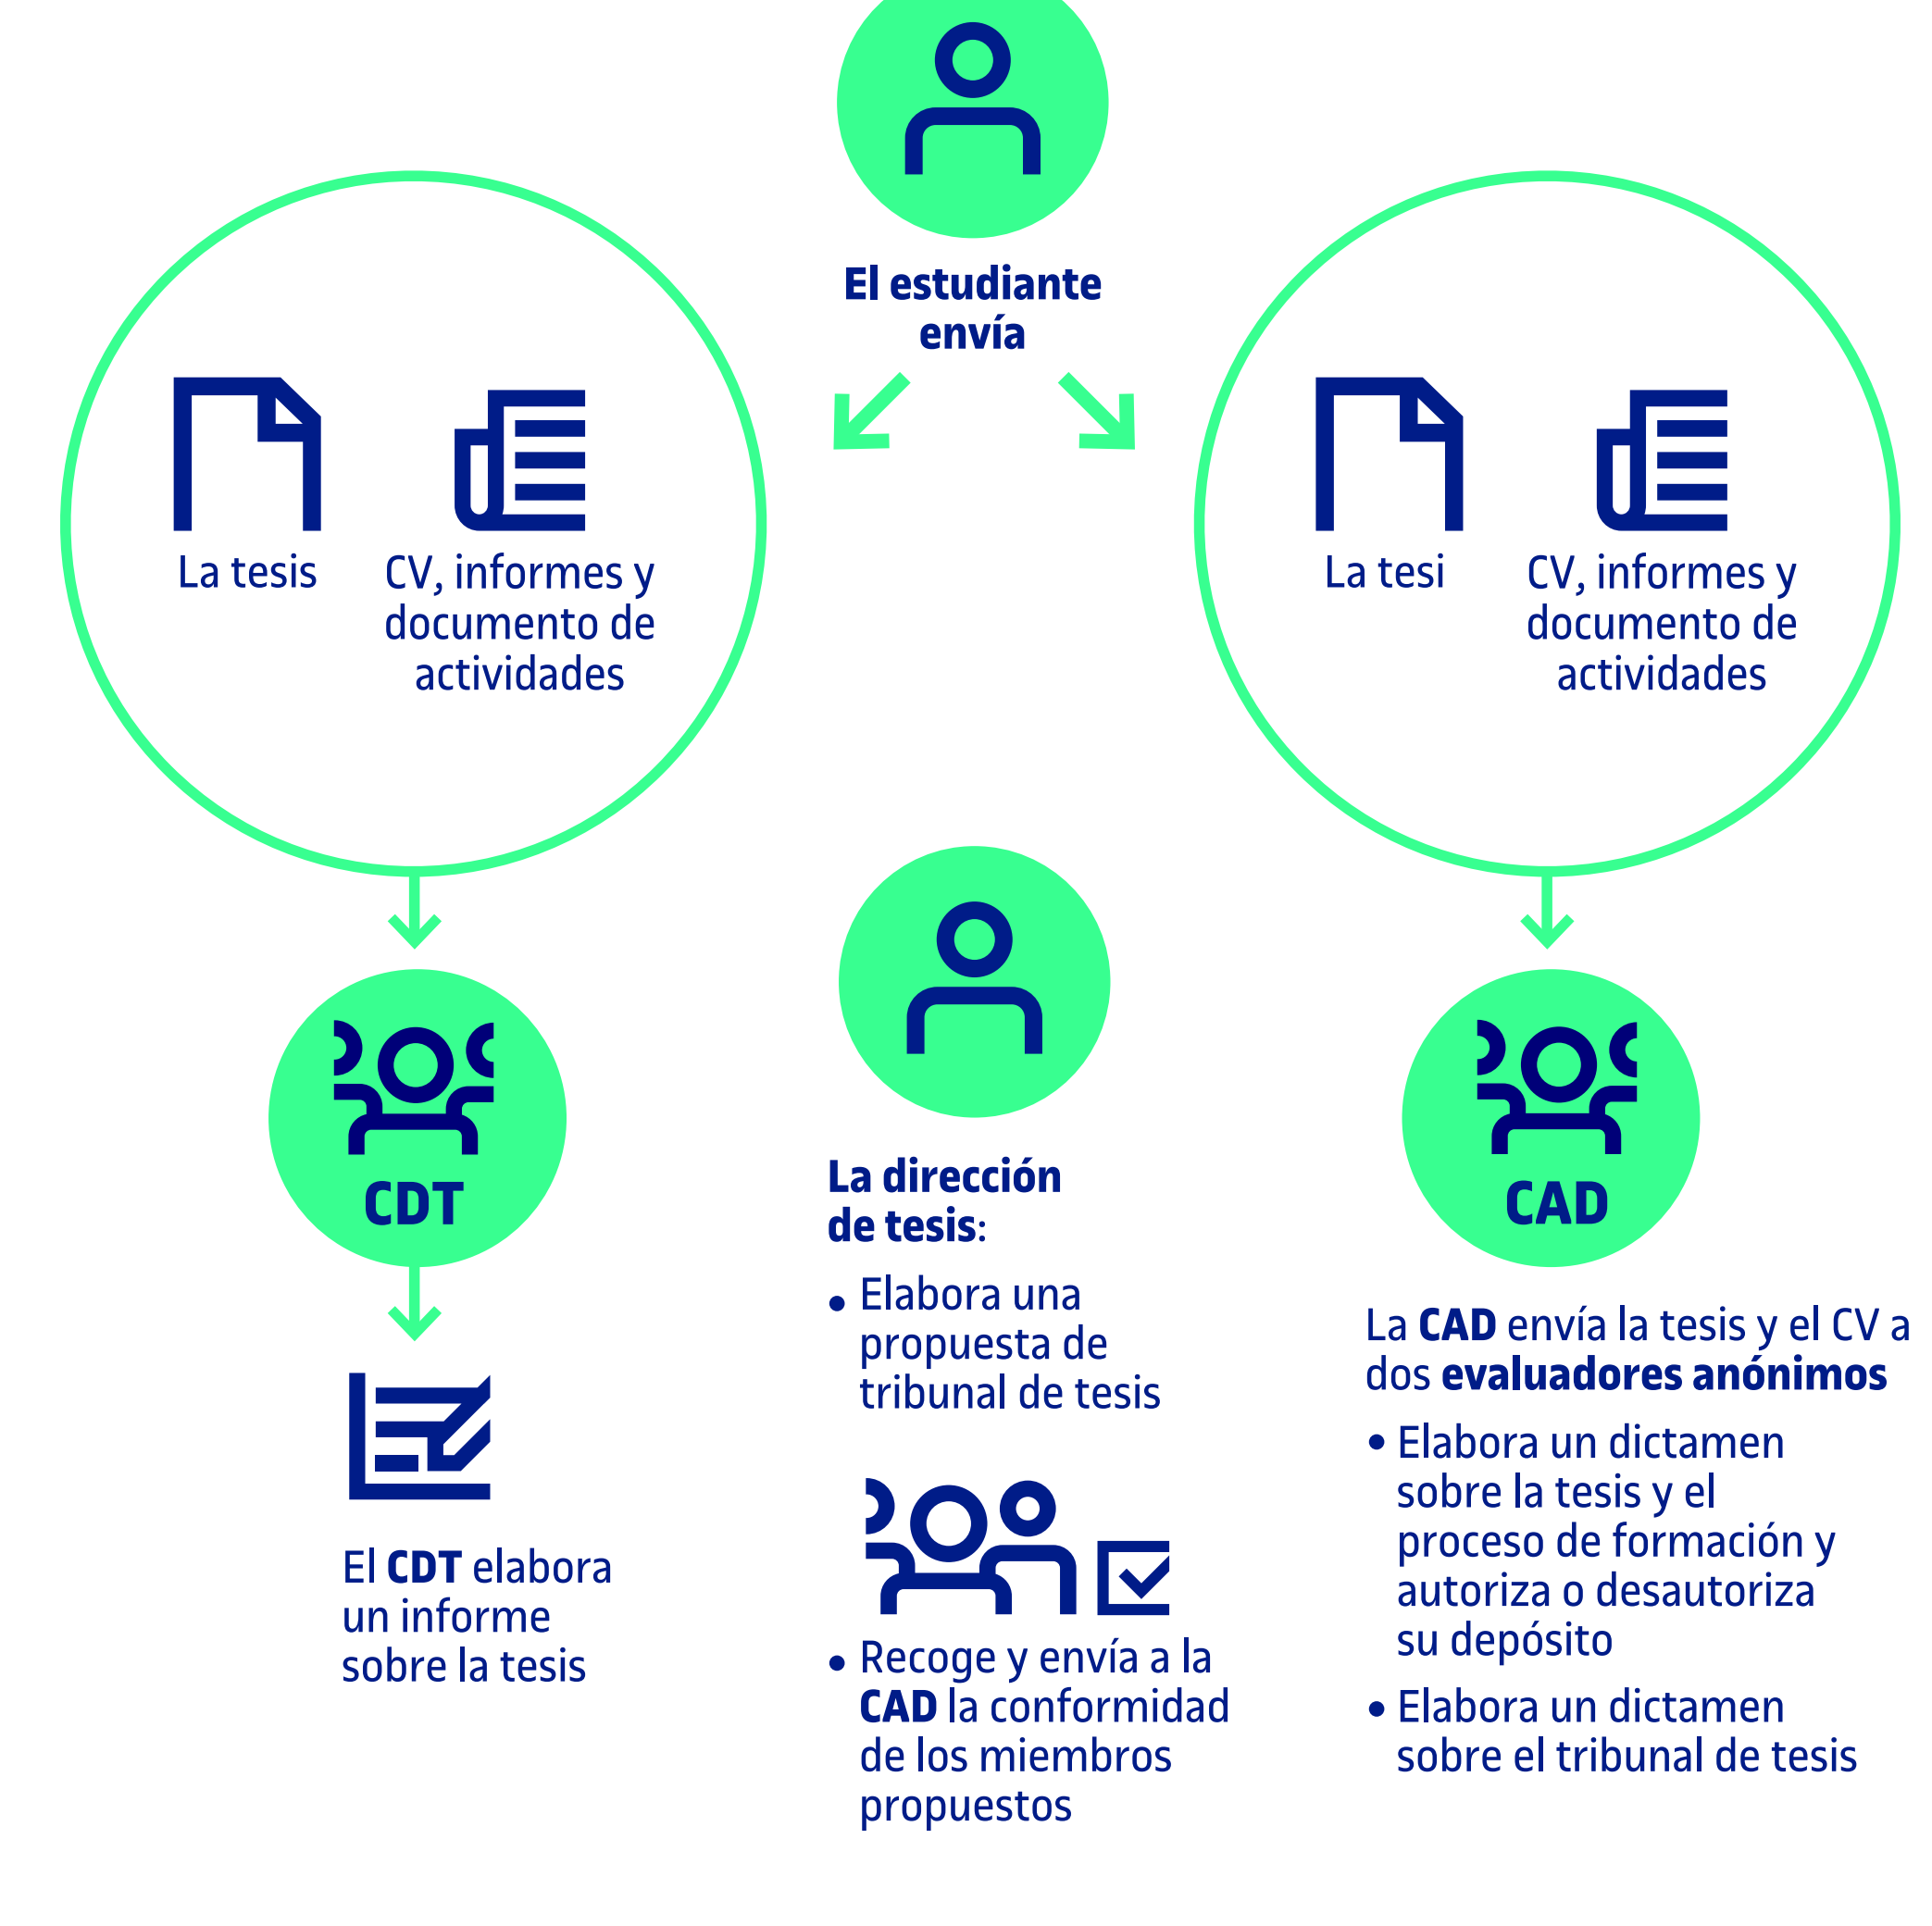 El estudiante
envía
La tesis
CV, informes y
documento de
actividades
La tesi
CV, informes y
documento de
actividades
CDT
El CDT elabora
un informe
sobre la tesis
La dirección
de tesis:
• Elabora una
propuesta de
tribunal de tesis
• Recoge y envía a la
CAD la conformidad
de los miembros
propuestos
CAD
La CAD envía la tesis y el CV a
dos evaluadores anónimos
• Elabora un dictamen
sobre la tesis y el
proceso de formación y
autoriza o desautoriza
su depósito
• Elabora un dictamen
sobre el tribunal de tesis